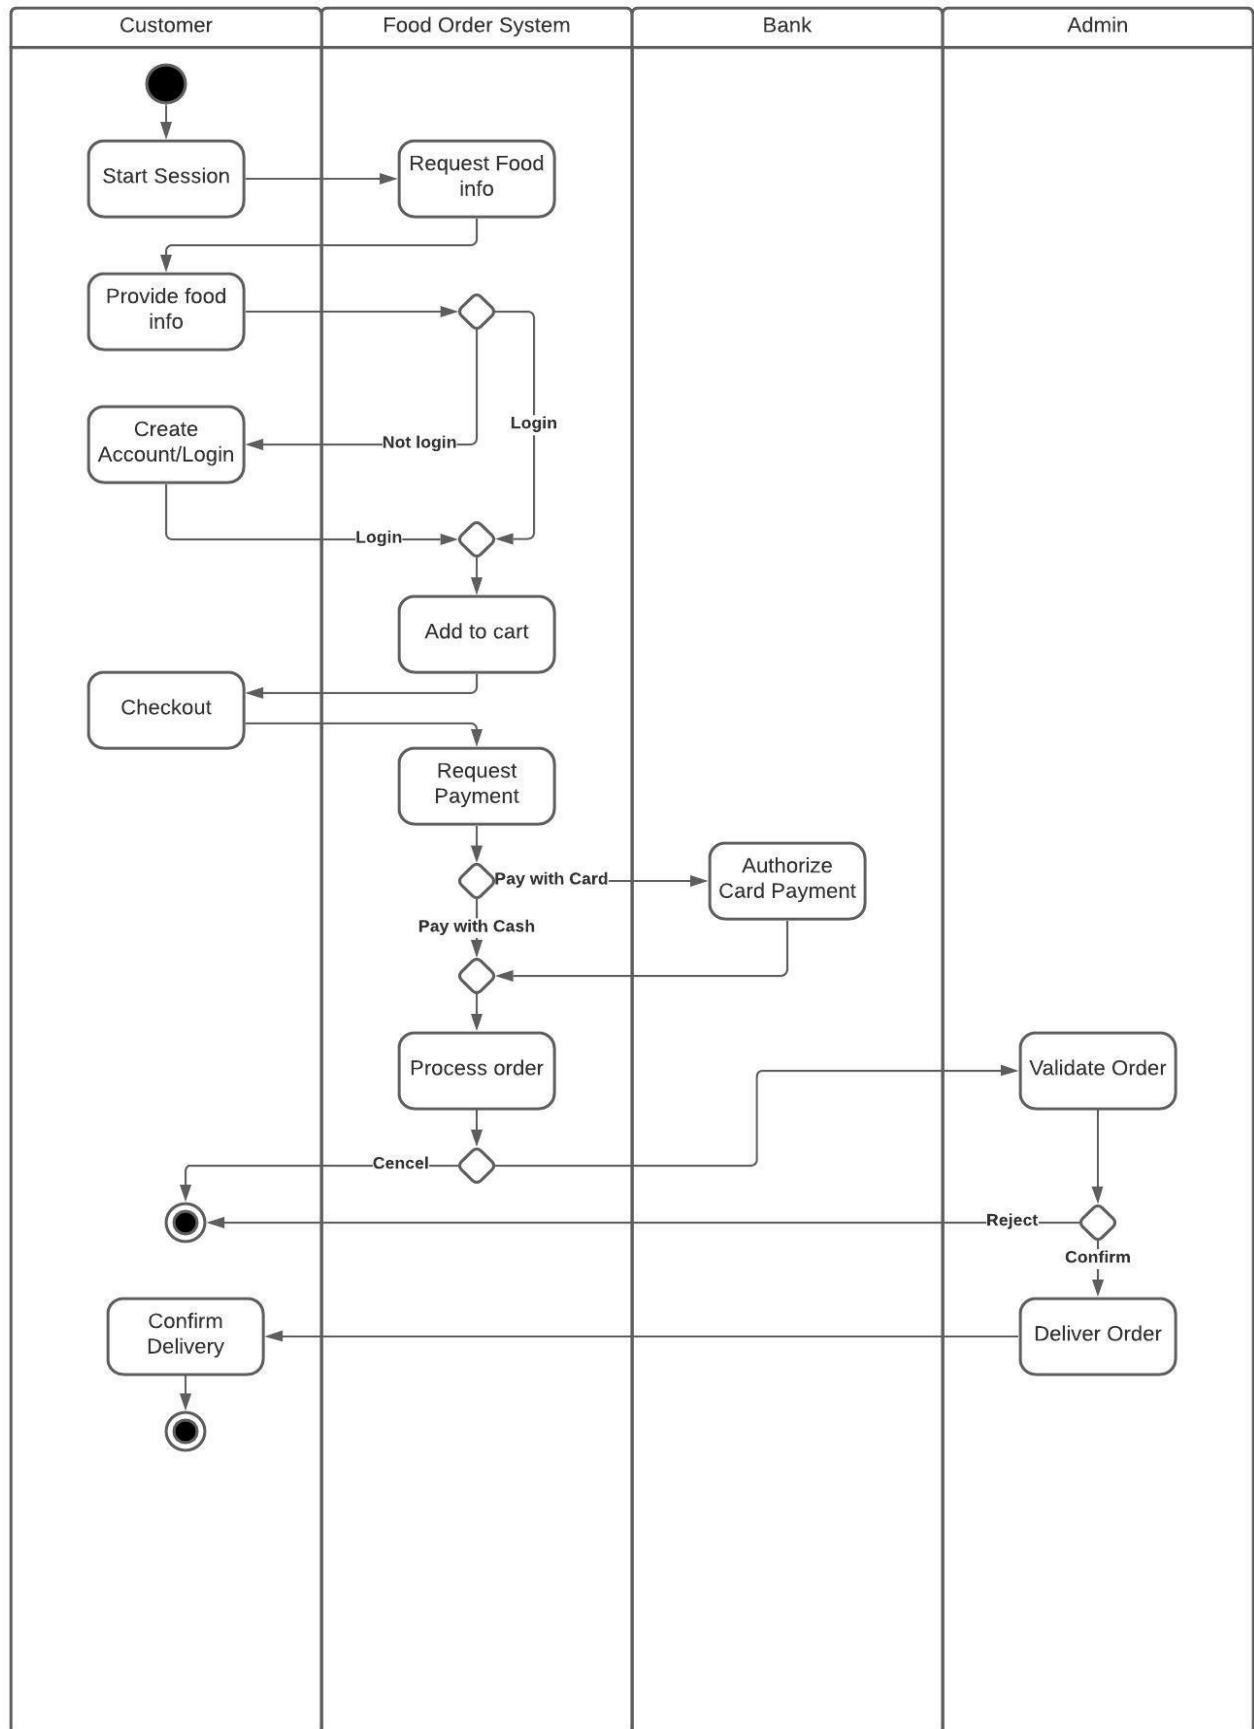 Customer
Food Order System
Bank
Admin
Start Session
Request Food
info
Provide food
info
Create
Account/Login
Not login
Login
Login
Add to cart
Checkout
Request
Payment
Pay with Card
Authorize
Card Payment
Pay with Cash
Process order
Validate Order
Cencel
Reject
Confirm
Confirm
Delivery
Deliver Order